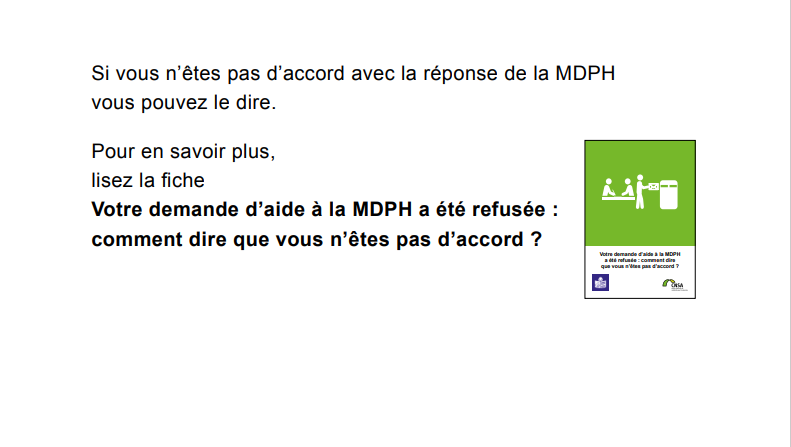 Si vous n’êtes pas d’accord avec la réponse de la MDPH
vous pouvez le dire.
Pour en savoir plus,
lisez la fiche
Votre demande d’aide à la MDPH a été refusée :
comment dire que vous n’êtes pas d’accord ?
Votre demande d’aide à la MDPH
a été refusée : comment dire
que vous n’êtes pas d’accord ?
CNSA